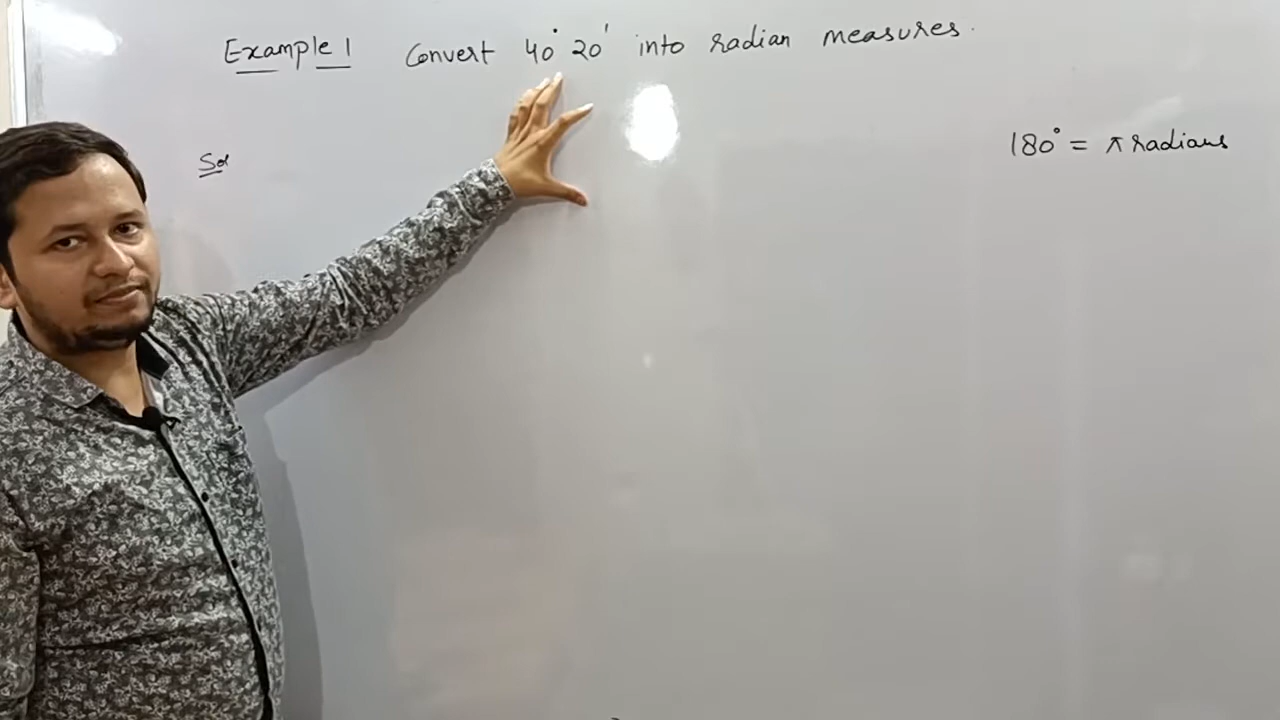 Example 1 Convert 40° 20' into radian measures.
180° = π radians
Sol